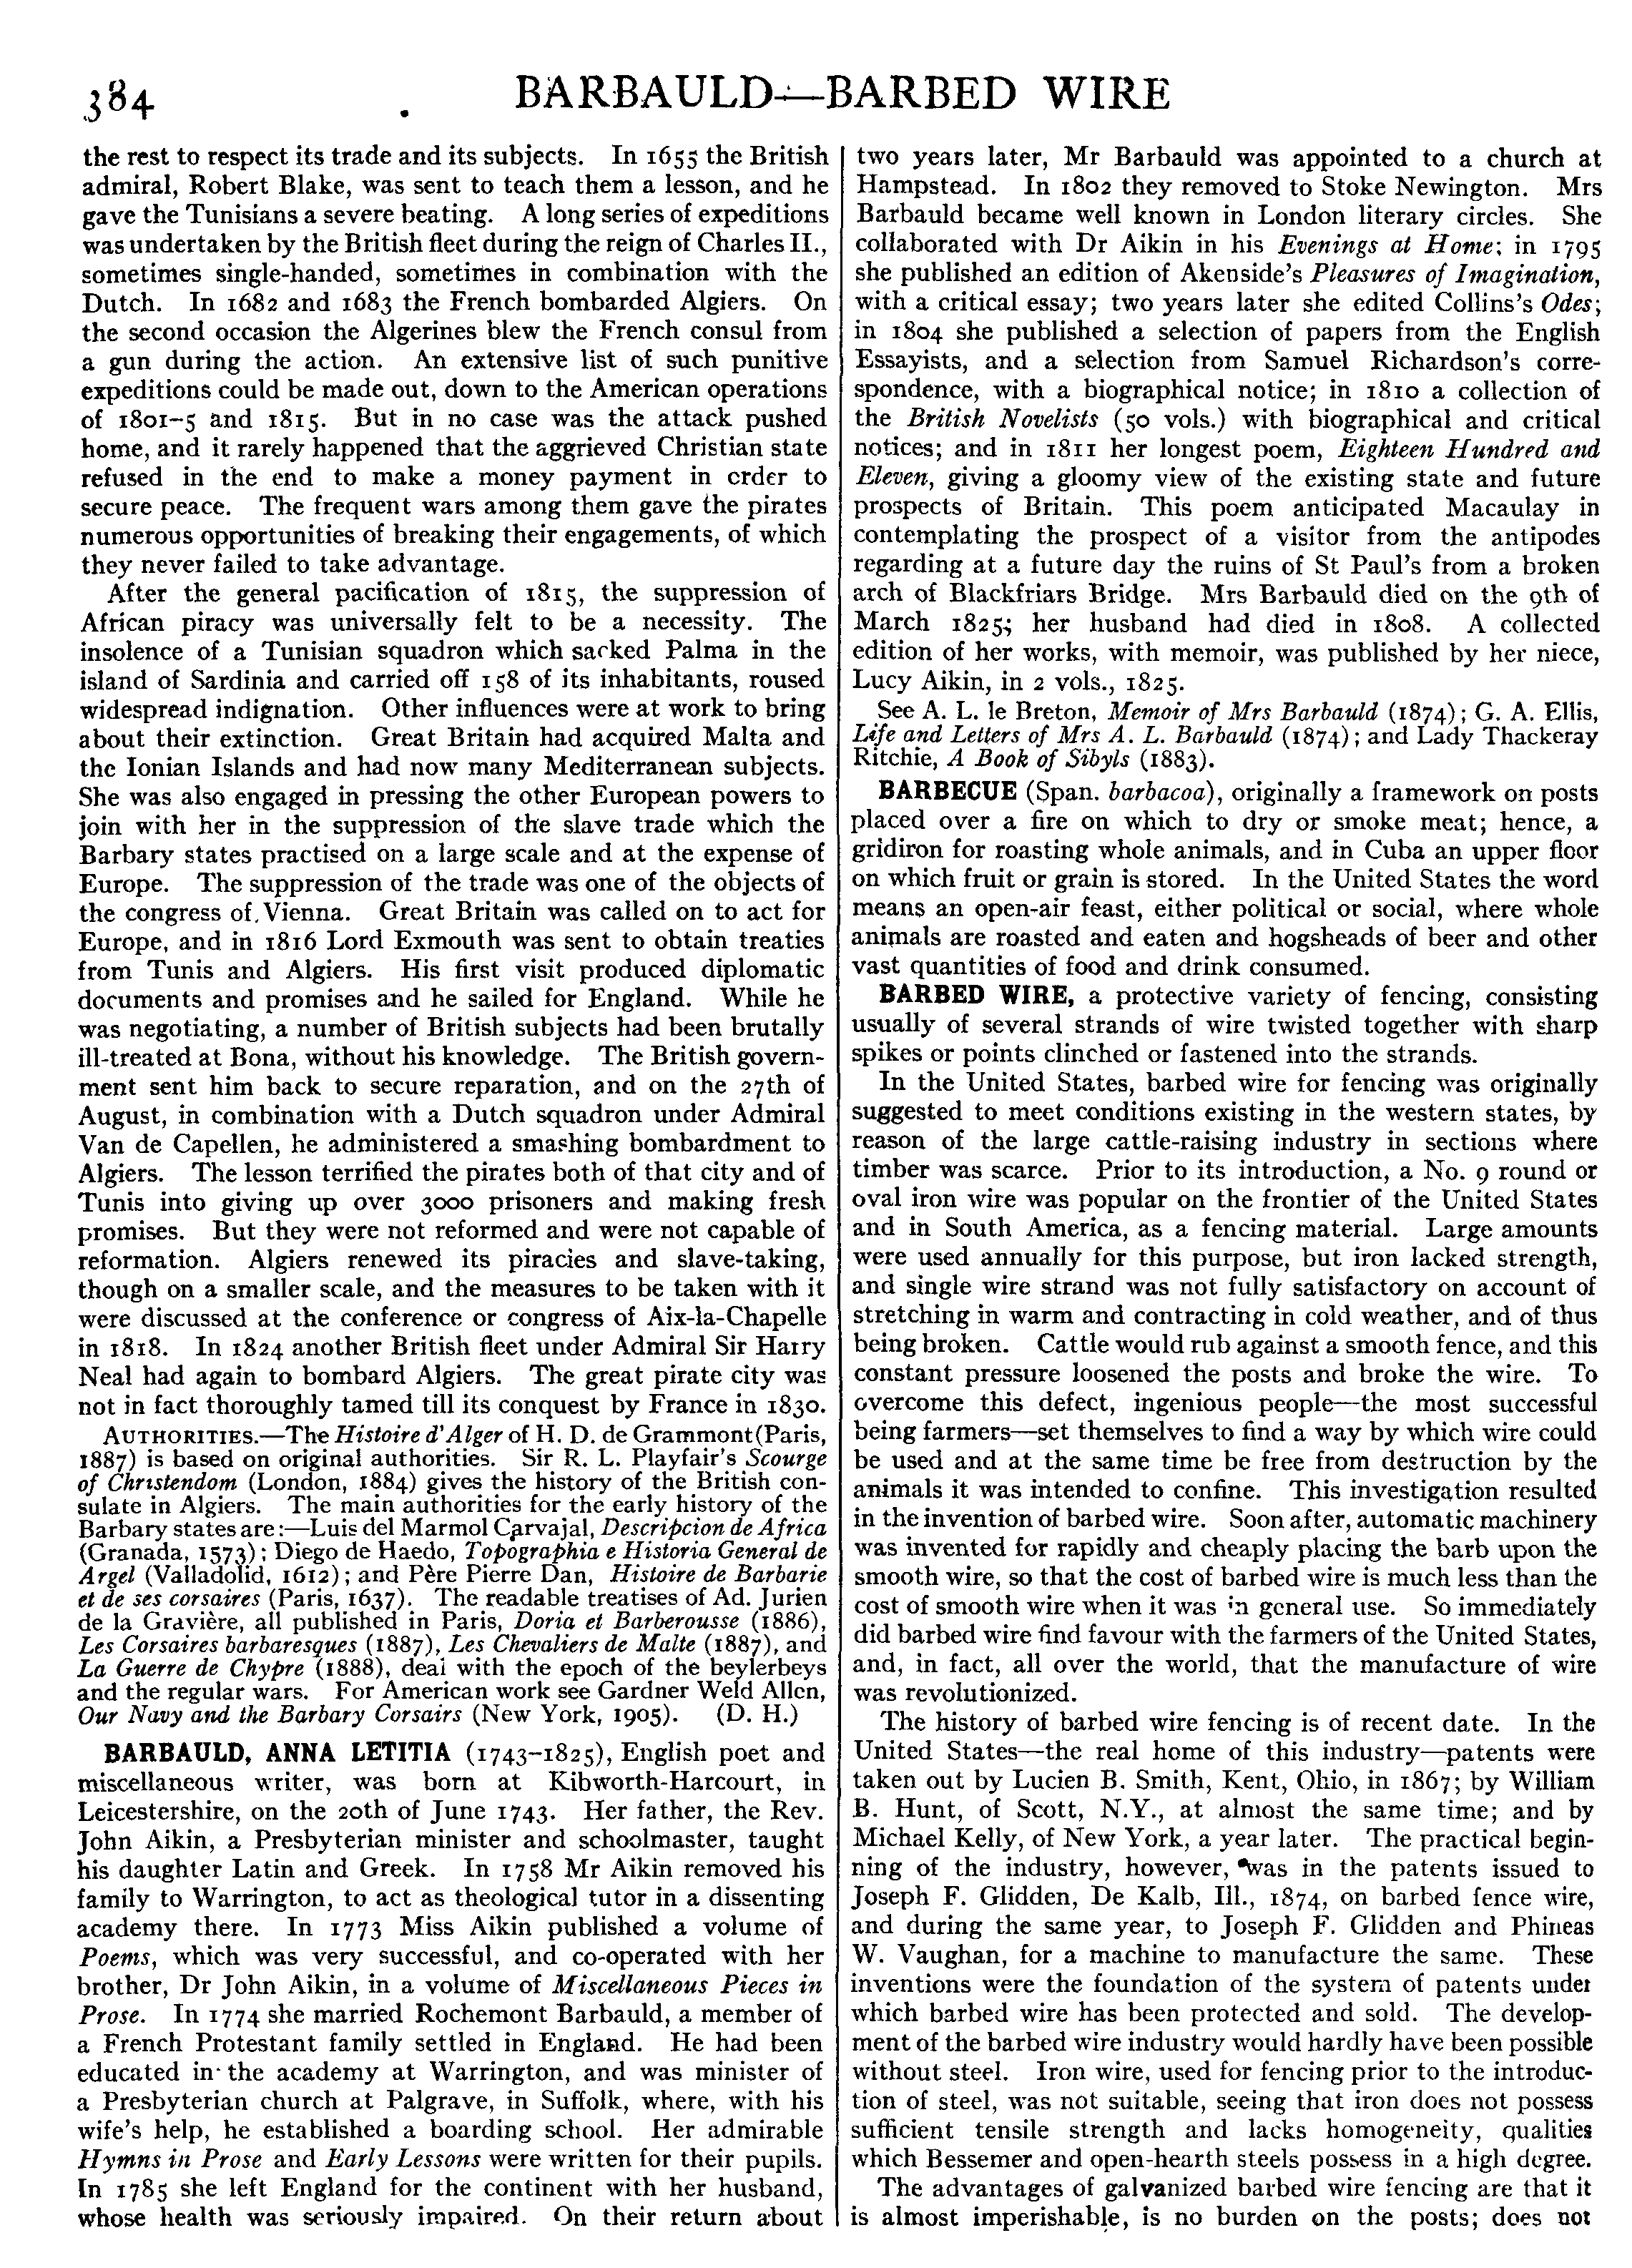 384
BARBAULD—BARBED WIRE
the rest to respect its trade and its subjects. In 1655 the British
admiral, Robert Blake, was sent to teach them a lesson, and he
gave the Tunisians a severe beating. A long series of expeditions
was undertaken by the British fleet during the reign of Charles II.,
sometimes single-handed, sometimes in combination with the
Dutch. In 1682 and 1683 the French bombarded Algiers. On
the second occasion the Algerines blew the French consul from
a gun during the action. An extensive list of such punitive
expeditions could be made out, down to the American operations
of 1801–5 and 1815. But in no case was the attack pushed
home, and it rarely happened that the aggrieved Christian state
refused in the end to make a money payment in order to
secure peace. The frequent wars among them gave the pirates
numerous opportunities of breaking their engagements, of which
they never failed to take advantage.
After the general pacification of 1815, the suppression of
African piracy was universally felt to be a necessity. The
insolence of a Tunisian squadron which sacked Palma in the
island of Sardinia and carried off 158 of its inhabitants, roused
widespread indignation. Other influences were at work to bring
about their extinction. Great Britain had acquired Malta and
the Ionian Islands and had now many Mediterranean subjects.
She was also engaged in pressing the other European powers to
join with her in the suppression of the slave trade which the
Barbary states practised on a large scale and at the expense of
Europe. The suppression of the trade was one of the objects of
the congress of Vienna. Great Britain was called on to act for
Europe, and in 1816 Lord Exmouth was sent to obtain treaties
from Tunis and Algiers. His first visit produced diplomatic
documents and promises and he sailed for England. While he
was negotiating, a number of British subjects had been brutally
ill-treated at Bona, without his knowledge. The British govern-
ment sent him back to secure reparation, and on the 27th of
August, in combination with a Dutch squadron under Admiral
Van de Capellen, he administered a smashing bombardment to
Algiers. The lesson terrified the pirates both of that city and of
Tunis into giving up over 3000 prisoners and making fresh
promises. But they were not reformed and were not capable of
reformation. Algiers renewed its piracies and slave-taking,
though on a smaller scale, and the measures to be taken with it
were discussed at the conference or congress of Aix-la-Chapelle
in 1818. In 1824 another British fleet under Admiral Sir Harry
Neal had again to bombard Algiers. The great pirate city was
not in fact thoroughly tamed till its conquest by France in 1830.
AUTHORITIES.—The Histoire d'Alger of H. D. de Grammont (Paris,
1887) is based on original authorities. Sir R. L. Playfair's Scourge
of Christendom (London, 1884) gives the history of the British con-
sulate in Algiers. The main authorities for the early history of the
Barbary states are:—Luis del Marmol Carvajal, Descripcion de Africa
(Granada, 1573); Diego de Haedo, Topographia e Historia General de
Argel (Valladolid, 1612); and Père Pierre Dan, Histoire de Barbarie
et de ses corsaires (Paris, 1637). The readable treatises of Ad. Jurien
de la Gravière, all published in Paris, Doria et Barberousse (1886),
Les Corsaires barbaresques (1887), Les Chevaliers de Malte (1887), and
La Guerre de Chypre (1888), deal with the epoch of the beylerbeys
and the regular wars. For American work see Gardner Weld Allen,
Our Navy and the Barbary Corsairs (New York, 1905). (D. H.)
BARBAULD, ANNA LETITIA (1743–1825), English poet and
miscellaneous writer, was born at Kibworth-Harcourt, in
Leicestershire, on the 20th of June 1743. Her father, the Rev.
John Aikin, a Presbyterian minister and schoolmaster, taught
his daughter Latin and Greek. In 1758 Mr Aikin removed his
family to Warrington, to act as theological tutor in a dissenting
academy there. In 1773 Miss Aikin published a volume of
Poems, which was very successful, and co-operated with her
brother, Dr John Aikin, in a volume of Miscellaneous Pieces in
Prose. In 1774 she married Rochemont Barbauld, a member of
a French Protestant family settled in England. He had been
educated in the academy at Warrington, and was minister of
a Presbyterian church at Palgrave, in Suffolk, where, with his
wife's help, he established a boarding school. Her admirable
Hymns in Prose and Early Lessons were written for their pupils.
In 1785 she left England for the continent with her husband,
whose health was seriously impaired. On their return about
two years later, Mr Barbauld was appointed to a church at
Hampstead. In 1802 they removed to Stoke Newington. Mrs
Barbauld became well known in London literary circles. She
collaborated with Dr Aikin in his Evenings at Home; in 1795
she published an edition of Akenside's Pleasures of Imagination,
with a critical essay; two years later she edited Collins's Odes;
in 1804 she published a selection of papers from the English
Essayists, and a selection from Samuel Richardson's corre-
spondence, with a biographical notice; in 1810 a collection of
the British Novelists (50 vols.) with biographical and critical
notices; and in 1811 her longest poem, Eighteen Hundred and
Eleven, giving a gloomy view of the existing state and future
prospects of Britain. This poem anticipated Macaulay in
contemplating the prospect of a visitor from the antipodes
regarding at a future day the ruins of St Paul's from a broken
arch of Blackfriars Bridge. Mrs Barbauld died on the 9th of
March 1825; her husband had died in 1808. A collected
edition of her works, with memoir, was published by her niece,
Lucy Aikin, in 2 vols., 1825.
See A. L. le Breton, Memoir of Mrs Barbauld (1874); G. A. Ellis,
Life and Letters of Mrs A. L. Barbauld (1874); and Lady Thackeray
Ritchie, A Book of Sibyls (1883).
BARBECUE (Span. barbacoa), originally a framework on posts
placed over a fire on which to dry or smoke meat; hence, a
gridiron for roasting whole animals, and in Cuba an upper floor
on which fruit or grain is stored. In the United States the word
means an open-air feast, either political or social, where whole
animals are roasted and eaten and hogsheads of beer and other
vast quantities of food and drink consumed.
BARBED WIRE, a protective variety of fencing, consisting
usually of several strands of wire twisted together with sharp
spikes or points clinched or fastened into the strands.
In the United States, barbed wire for fencing was originally
suggested to meet conditions existing in the western states, by
reason of the large cattle-raising industry in sections where
timber was scarce. Prior to its introduction, a No. 9 round or
oval iron wire was popular on the frontier of the United States
and in South America, as a fencing material. Large amounts
were used annually for this purpose, but iron lacked strength,
and single wire strand was not fully satisfactory on account of
stretching in warm and contracting in cold weather, and of thus
being broken. Cattle would rub against a smooth fence, and this
constant pressure loosened the posts and broke the wire. To
overcome this defect, ingenious people—the most successful
being farmers—set themselves to find a way by which wire could
be used and at the same time be free from destruction by the
animals it was intended to confine. This investigation resulted
in the invention of barbed wire. Soon after, automatic machinery
was invented for rapidly and cheaply placing the barb upon the
smooth wire, so that the cost of barbed wire is much less than the
cost of smooth wire when it was in general use. So immediately
did barbed wire find favour with the farmers of the United States,
and, in fact, all over the world, that the manufacture of wire
was revolutionized.
The history of barbed wire fencing is of recent date. In the
United States—the real home of this industry—patents were
taken out by Lucien B. Smith, Kent, Ohio, in 1867; by William
B. Hunt, of Scott, N.Y., at almost the same time; and by
Michael Kelly, of New York, a year later. The practical begin-
ning of the industry, however, was in the patents issued to
Joseph F. Glidden, De Kalb, Ill., 1874, on barbed fence wire,
and during the same year, to Joseph F. Glidden and Phineas
W. Vaughan, for a machine to manufacture the same. These
inventions were the foundation of the system of patents under
which barbed wire has been protected and sold. The develop-
ment of the barbed wire industry would hardly have been possible
without steel. Iron wire, used for fencing prior to the introduc-
tion of steel, was not suitable, seeing that iron does not possess
sufficient tensile strength and lacks homogeneity, qualities
which Bessemer and open-hearth steels possess in a high degree.
The advantages of galvanized barbed wire fencing are that it
is almost imperishable, is no burden on the posts; does not